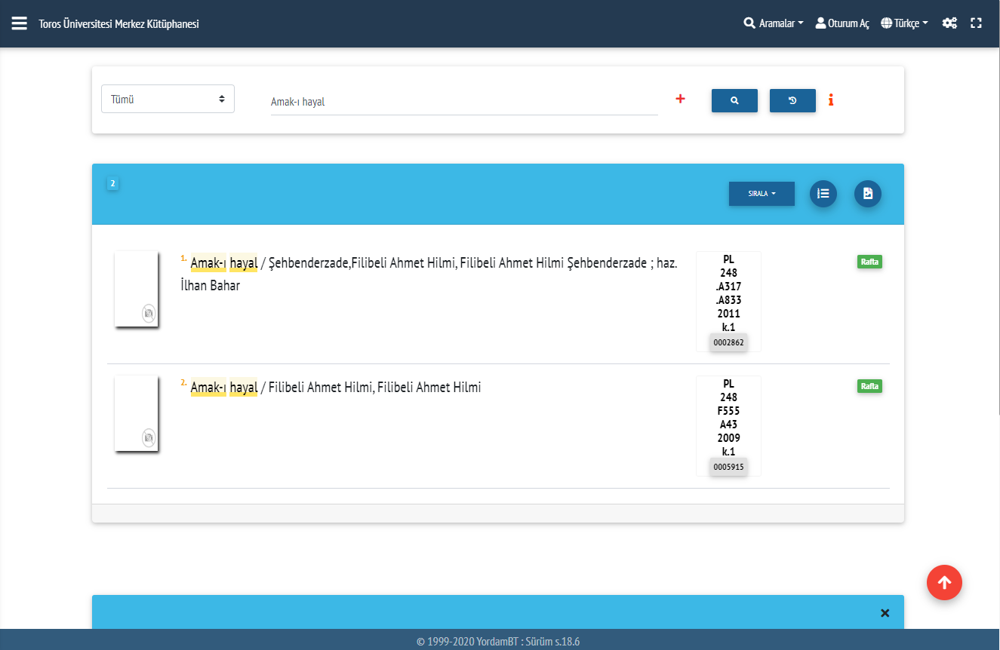 Toros Üniversitesi Merkez Kütüphanesi
Aramalar
Oturum Aç
Türkçe
Tümü
Amak-ı hayal
2
SIRALA
1. Amak-ı hayal / Şehbenderzade,Filibeli Ahmet Hilmi, Filibeli Ahmet Hilmi Şehbenderzade ; haz.
İlhan Bahar
PL
248
.A317
.A833
2011
k.1
0002862
Rafta
2. Amak-ı hayal / Filibeli Ahmet Hilmi, Filibeli Ahmet Hilmi
PL
248
F555
A43
2009
k.1
0005915
Rafta
© 1999-2020 YordamBT : Sürüm s.18.6